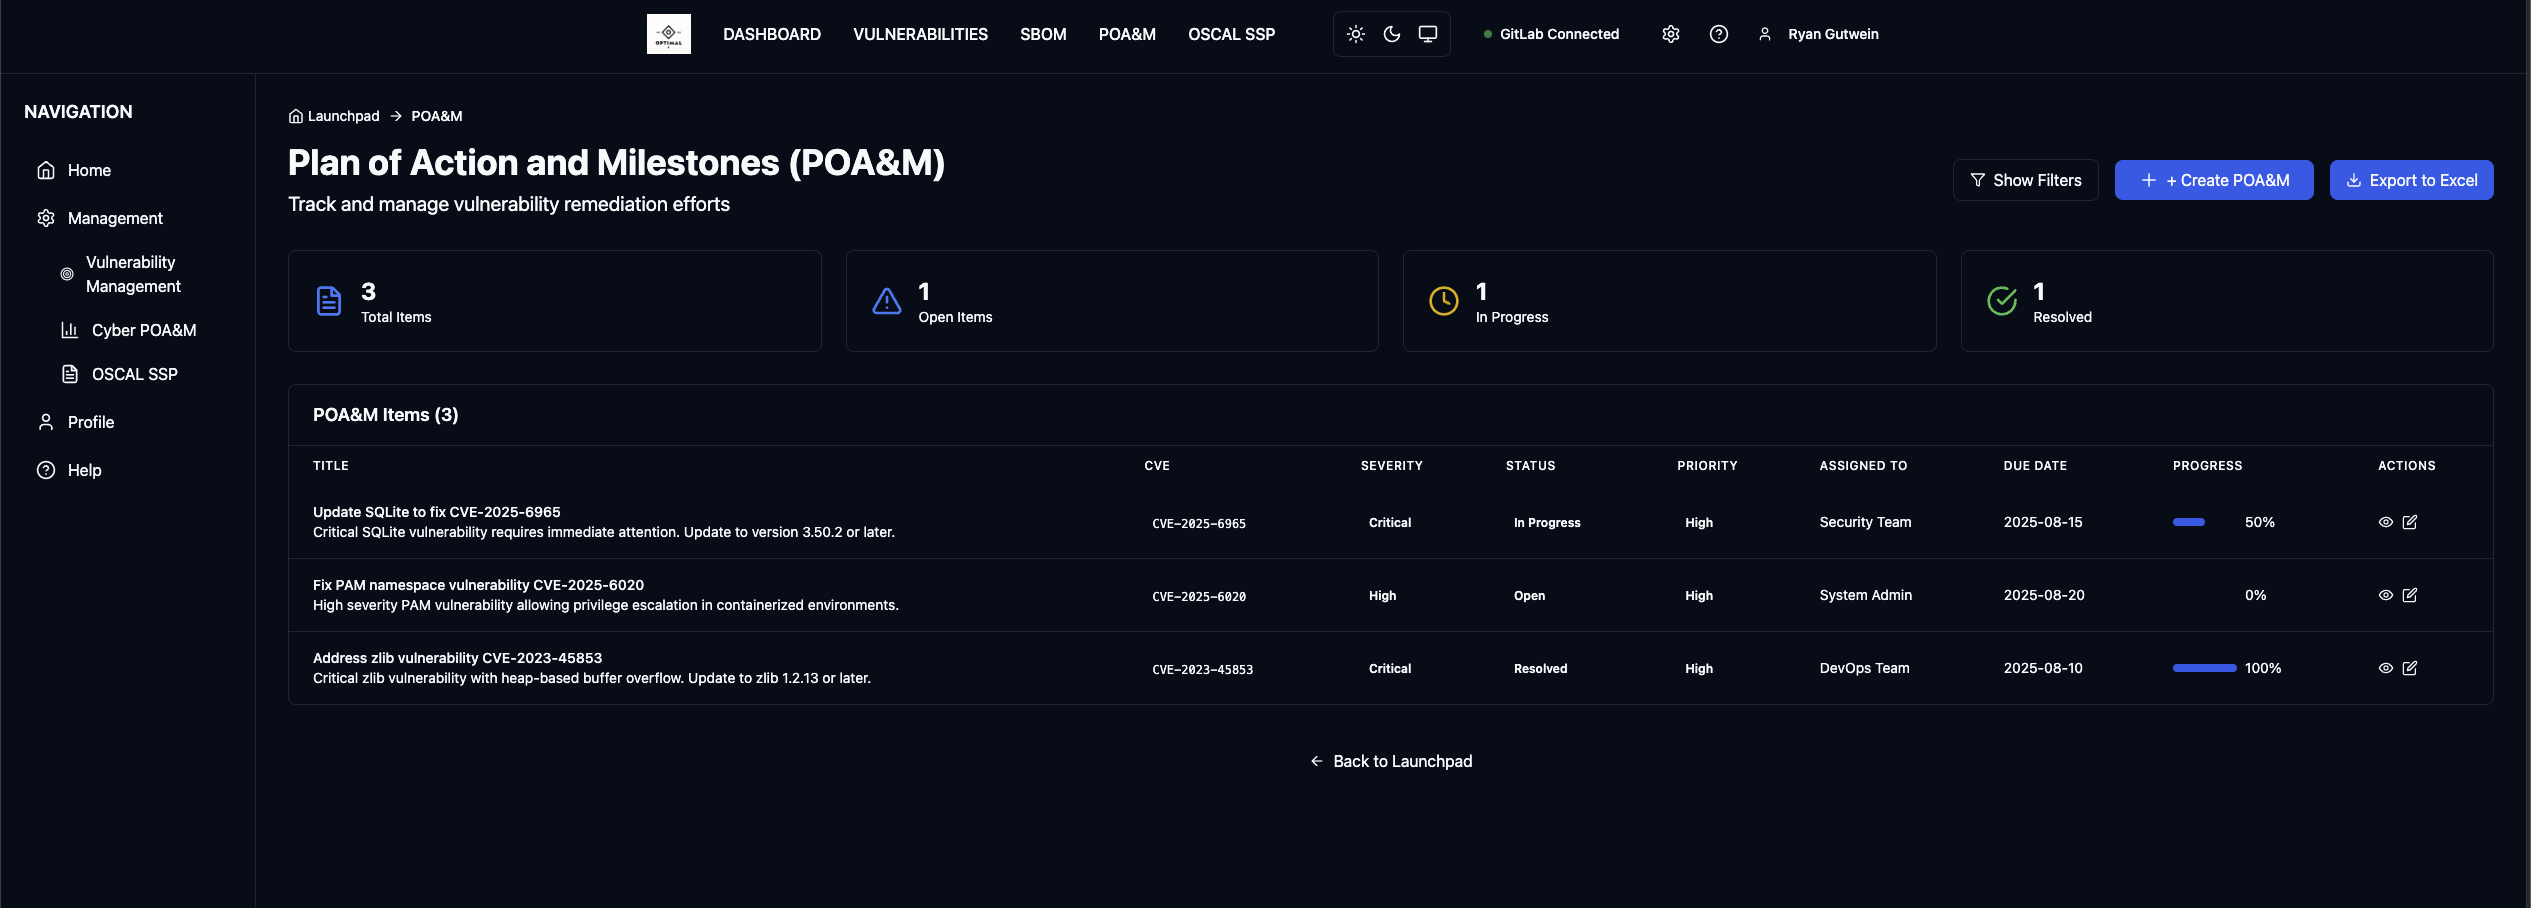 OPTIMAL
DASHBOARD
VULNERABILITIES
SBOM
POA&M
OSCAL SSP
GitLab Connected
Ryan Gutwein
NAVIGATION
Home
Management
Vulnerability
Management
Cyber POA&M
OSCAL SSP
Profile
Help
Launchpad → POA&M
Plan of Action and Milestones (POA&M)
Track and manage vulnerability remediation efforts
Show Filters
+ Create POA&M
Export to Excel
3
Total Items
1
Open Items
1
In Progress
1
Resolved
POA&M Items (3)
TITLE CVE SEVERITY STATUS PRIORITY ASSIGNED TO DUE DATE PROGRESS ACTIONS
Update SQLite to fix CVE-2025-6965
Critical SQLite vulnerability requires immediate attention. Update to version 3.50.2 or later.
CVE-2025-6965 Critical In Progress High Security Team 2025-08-15 50%
Fix PAM namespace vulnerability CVE-2025-6020
High severity PAM vulnerability allowing privilege escalation in containerized environments.
CVE-2025-6020 High Open High System Admin 2025-08-20 0%
Address zlib vulnerability CVE-2023-45853
Critical zlib vulnerability with heap-based buffer overflow. Update to zlib 1.2.13 or later.
CVE-2023-45853 Critical Resolved High DevOps Team 2025-08-10 100%
← Back to Launchpad